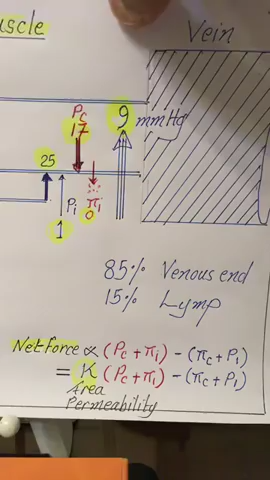 uscle
Vein
Pc
17
9 mmHg
25
Pi
πi
0
1
85% Venous end
15% Lymp
Net force ∝ (Pc + πi) - (πc + Pi)
= K (Pc + πi) - (πc + Pi)
Area
Permeability